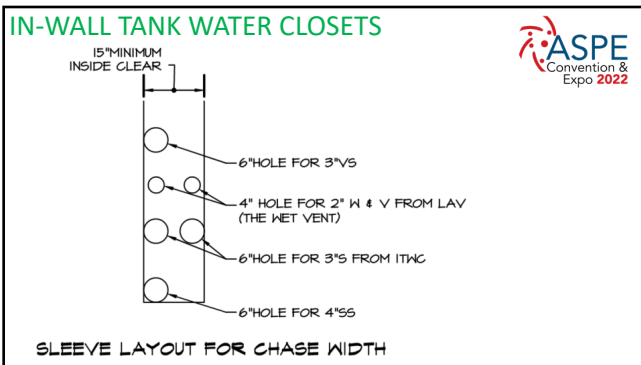 IN-WALL TANK WATER CLOSETS
ASPE
Convention &
Expo 2022
15"MINIMUM
INSIDE CLEAR
6"HOLE FOR 3"VS
4" HOLE FOR 2" W & V FROM LAV
(THE WET VENT)
6"HOLE FOR 3"S FROM ITWC
6"HOLE FOR 4"SS
SLEEVE LAYOUT FOR CHASE WIDTH